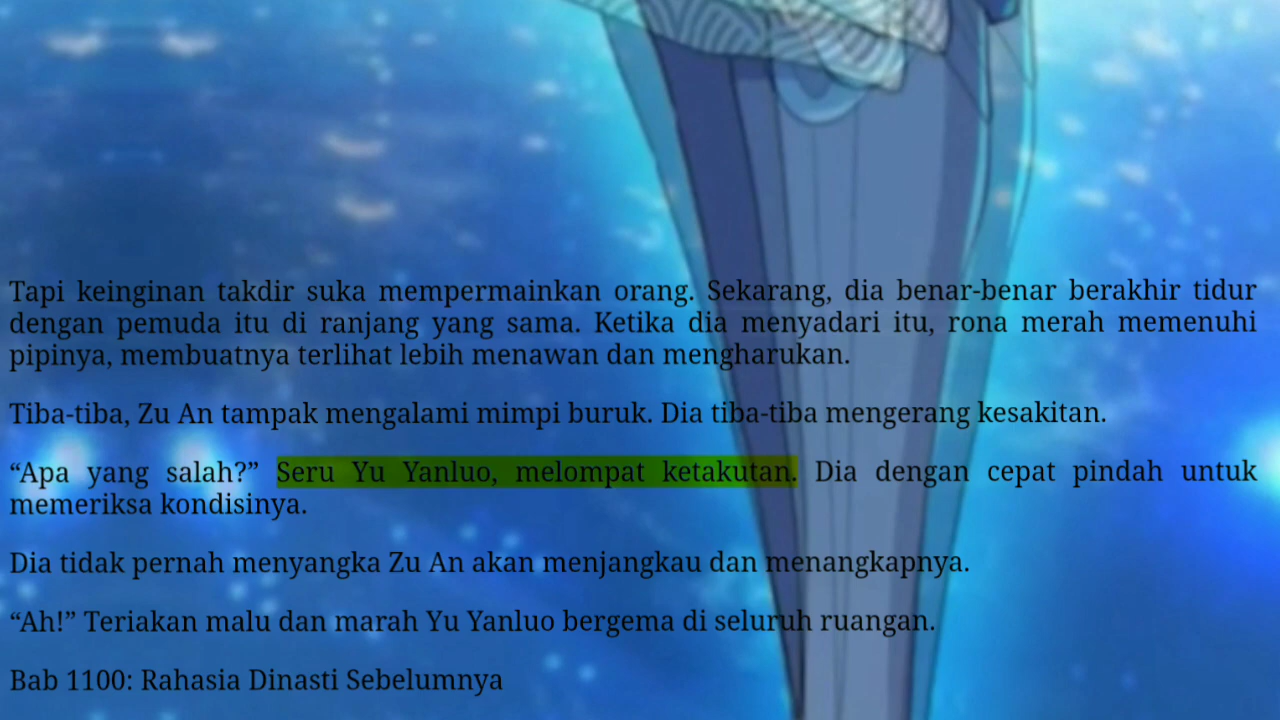 Tapi keinginan takdir suka mempermainkan orang. Sekarang, dia benar-benar berakhir tidur
dengan pemuda itu di ranjang yang sama. Ketika dia menyadari itu, rona merah memenuhi
pipinya, membuatnya terlihat lebih menawan dan mengharukan.
Tiba-tiba, Zu An tampak mengalami mimpi buruk. Dia tiba-tiba mengerang kesakitan.
“Apa yang salah?” Seru Yu Yanluo, melompat ketakutan. Dia dengan cepat pindah untuk
memeriksa kondisinya.
Dia tidak pernah menyangka Zu An akan menjangkau dan menangkapnya.
“Ah!” Teriakan malu dan marah Yu Yanluo bergema di seluruh ruangan.
Bab 1100: Rahasia Dinasti Sebelumnya